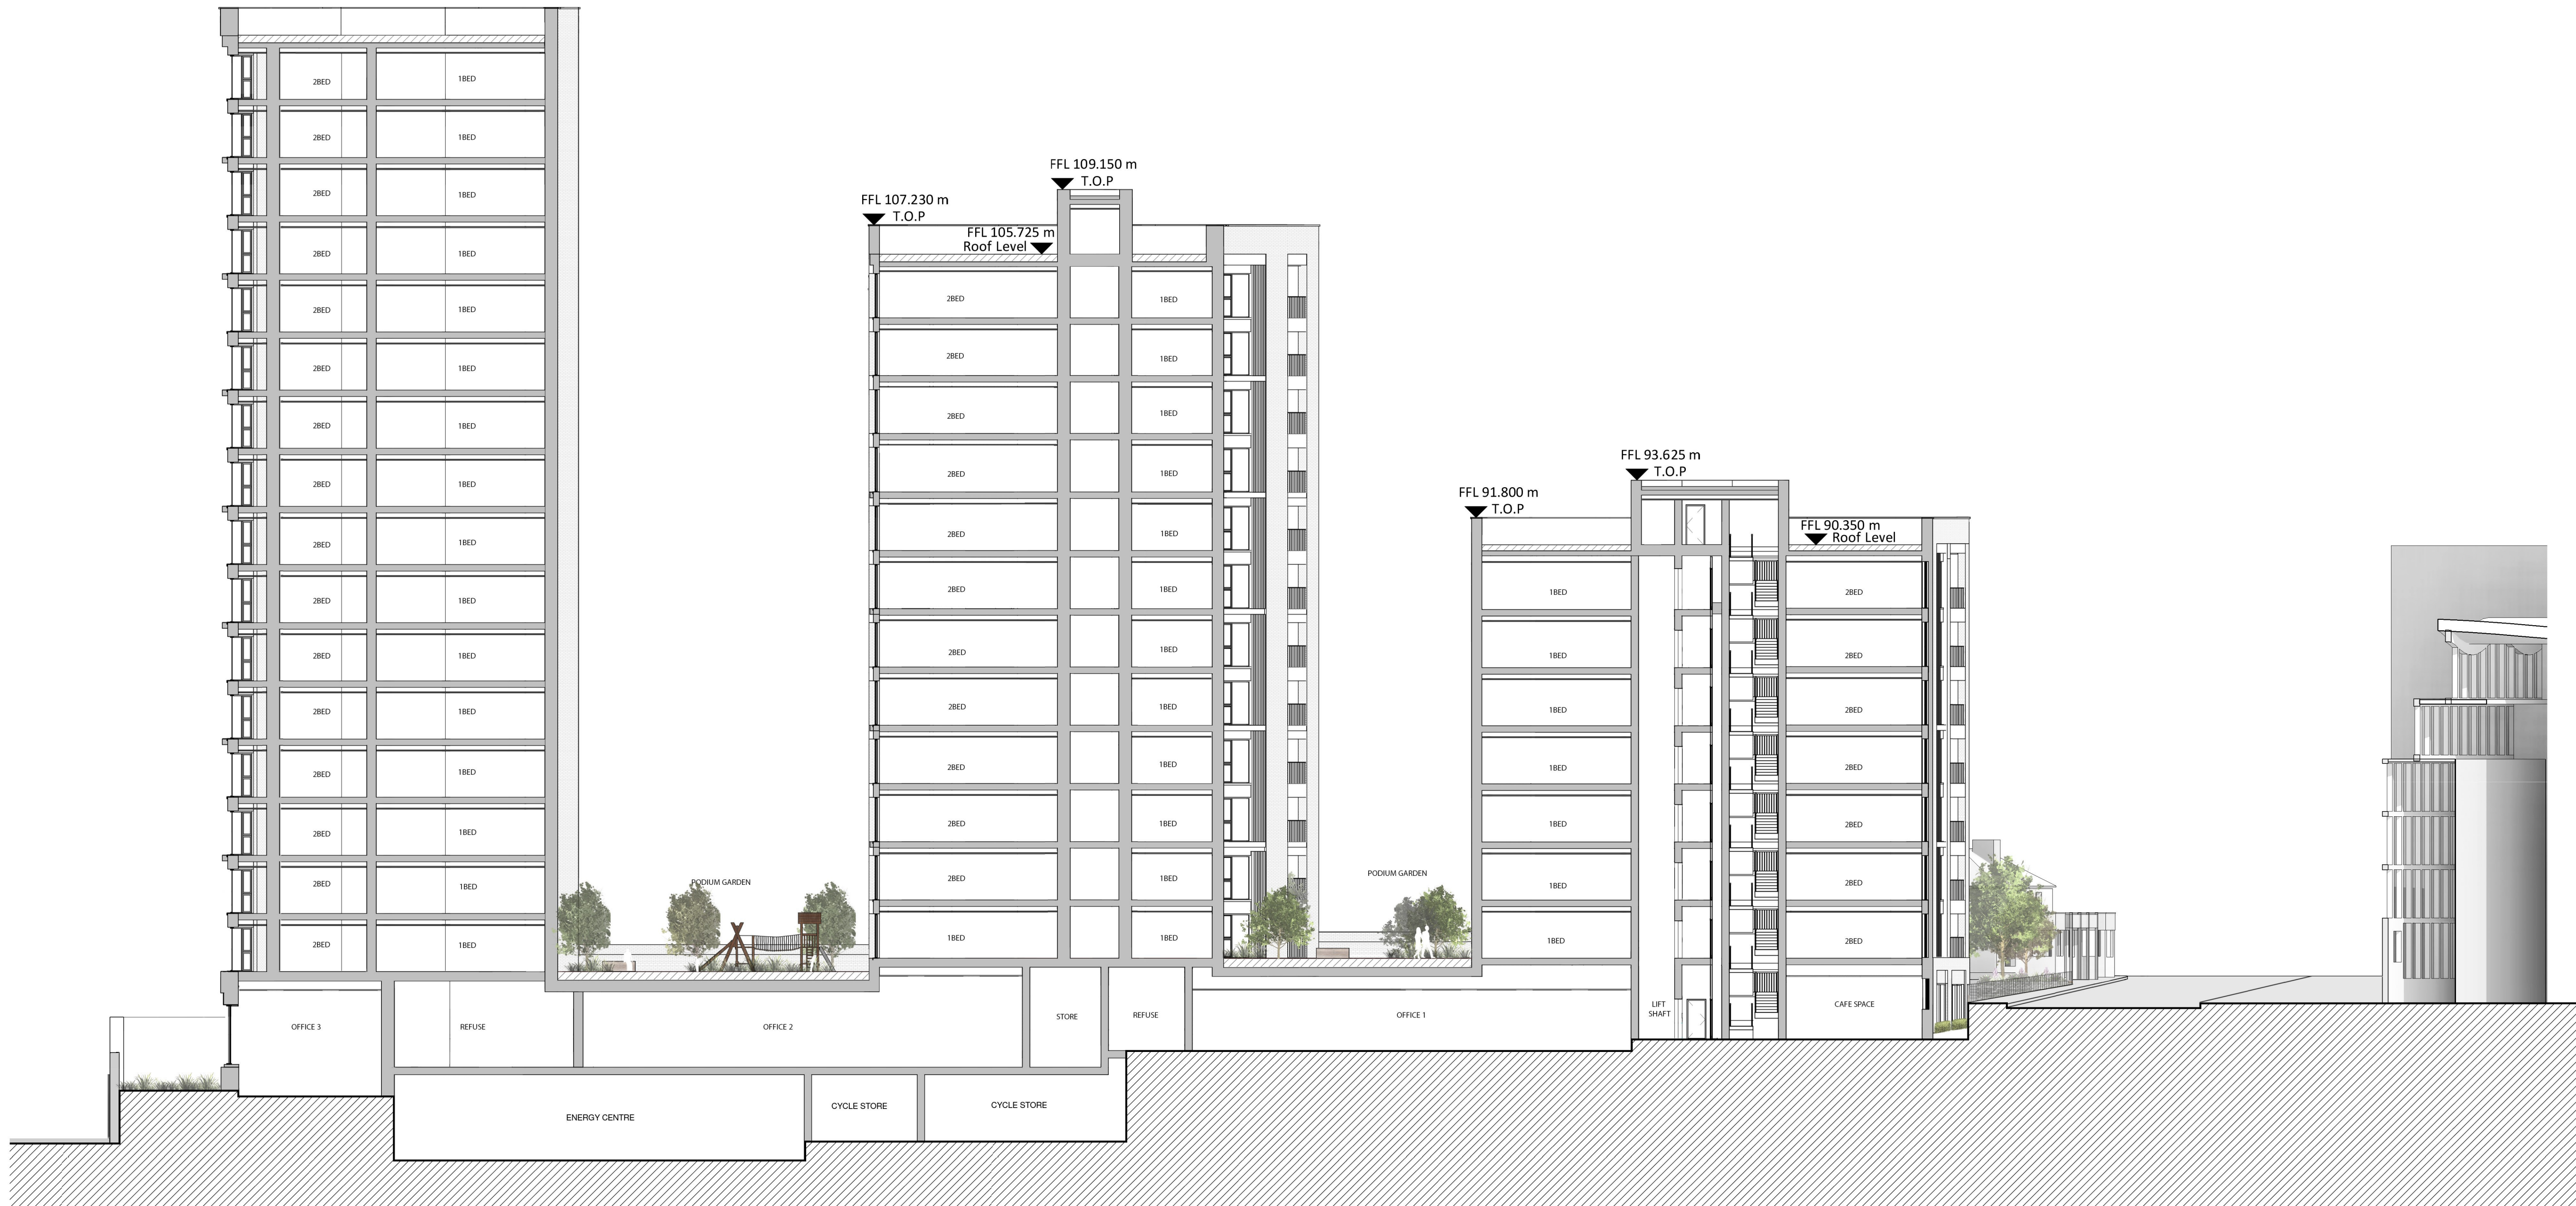 2BED
1BED
2BED
1BED
2BED
1BED
2BED
1BED
2BED
1BED
2BED
1BED
2BED
1BED
2BED
1BED
2BED
1BED
2BED
1BED
2BED
1BED
2BED
1BED
2BED
1BED
2BED
1BED
2BED
1BED
2BED
1BED
PODIUM GARDEN
FFL 109.150 m
T.O.P
FFL 107.230 m
T.O.P
FFL 105.725 m
Roof Level
2BED
1BED
2BED
1BED
2BED
1BED
2BED
1BED
2BED
1BED
2BED
1BED
2BED
1BED
2BED
1BED
2BED
1BED
2BED
1BED
2BED
1BED
1BED
1BED
PODIUM GARDEN
FFL 93.625 m
T.O.P
FFL 91.800 m
T.O.P
FFL 90.350 m
Roof Level
1BED
2BED
1BED
2BED
1BED
2BED
1BED
2BED
1BED
2BED
1BED
2BED
1BED
2BED
OFFICE 3
REFUSE
OFFICE 2
STORE
REFUSE
OFFICE 1
LIFT
SHAFT
CAFE SPACE
ENERGY CENTRE
CYCLE STORE
CYCLE STORE